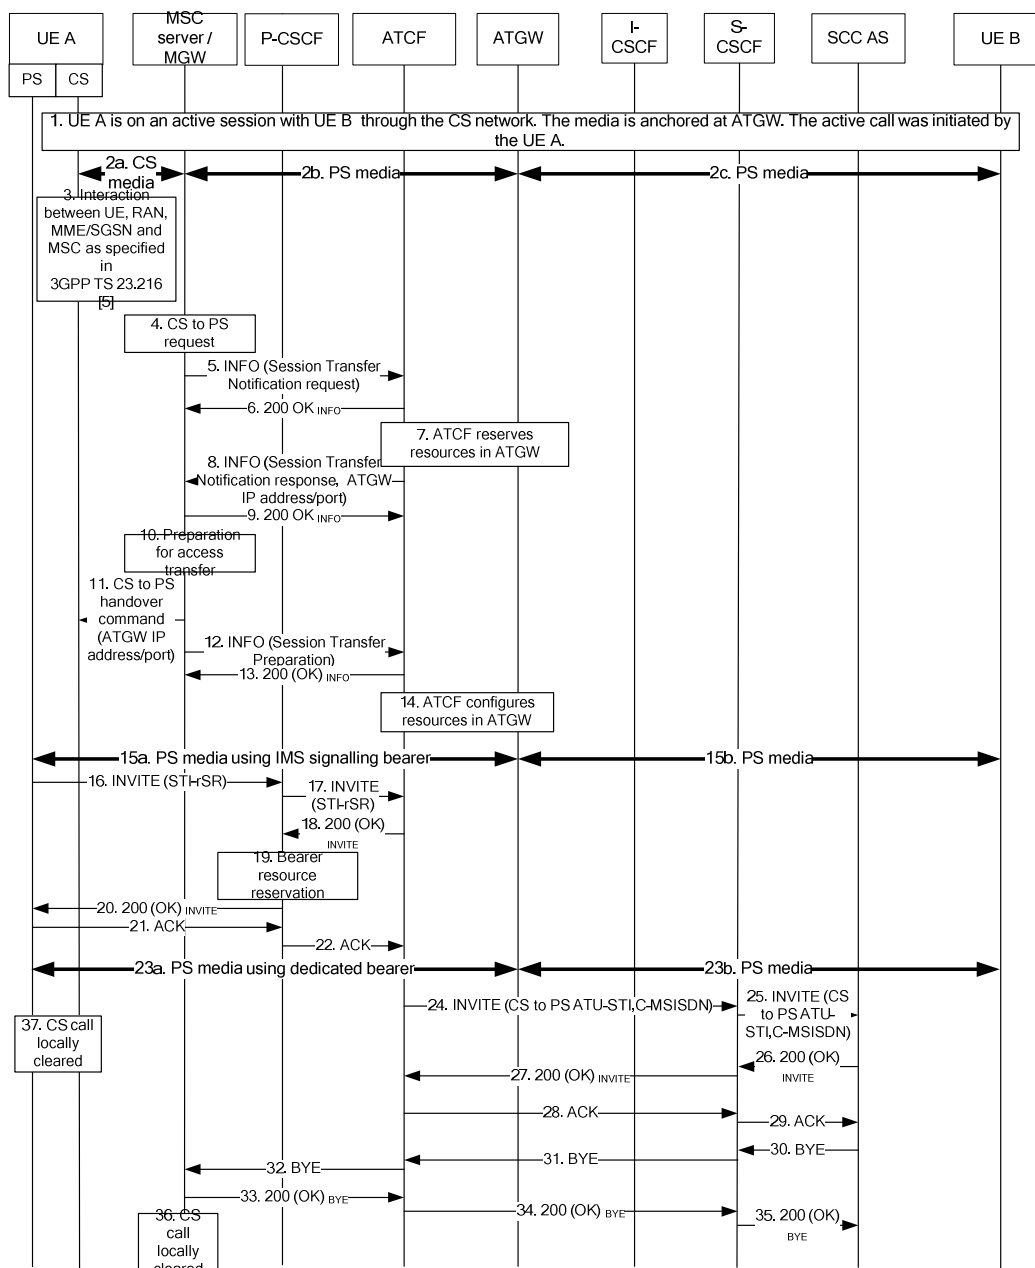 UE A
MSC
server /
MGW
P-CSCF
ATCF
ATGW
I-
CSCF
S-
CSCF
SCC AS
UE B
PS
CS
1. UE A is on an active session with UE B through the CS network. The media is anchored at ATGW. The active call was initiated by
the UE A.
2a. CS
media
2b. PS media
2c. PS media
3. Interaction
between UE, RAN,
MME/SGSN and
MSC as specified
in
3GPP TS 23.216
[5]
4. CS to PS
request
5. INFO (Session Transfer
Notification request)
6. 200 OK INFO
7. ATCF reserves
resources in ATGW
8. INFO (Session Transfer
Notification response, ATGW
IP address/port)
9. 200 OK INFO
10. Preparation
for access
transfer
11. CS to PS
handover
command
(ATGW IP
address/port)
12. INFO (Session Transfer
Preparation)
13. 200 (OK) INFO
14. ATCF configures
resources in ATGW
15a. PS media using IMS signalling bearer
15b. PS media
16. INVITE (STI-rSR)
17. INVITE
(STI-rSR)
18. 200 (OK)
INVITE
19. Bearer
resource
reservation
20. 200 (OK) INVITE
21. ACK
22. ACK
23a. PS media using dedicated bearer
23b. PS media
24. INVITE (CS to PS ATU-STI,C-MSISDN)
25. INVITE (CS
to PS ATU-
STI,C-MSISDN)
37. CS call
locally
cleared
26. 200 (OK)
INVITE
27. 200 (OK) INVITE
28. ACK
29. ACK
30. BYE
31. BYE
32. BYE
33. 200 (OK) BYE
34. 200 (OK) BYE
35. 200 (OK)
BYE
36. CS
call
locally
cleared